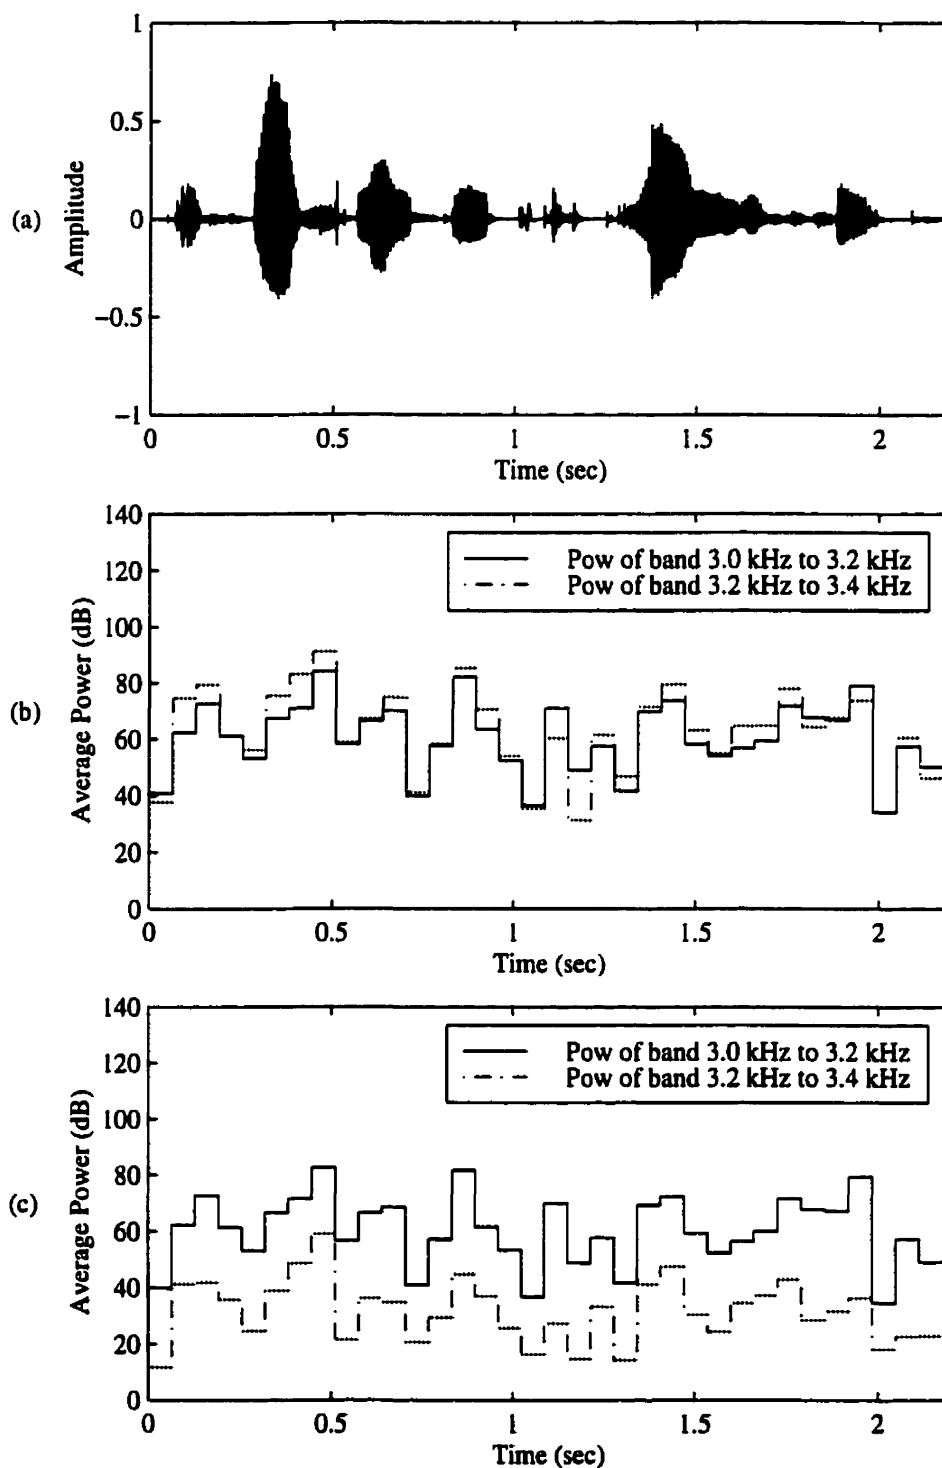 1
0.5
(a)
Amplitude
0
−0.5
−1
0 0.5 1 1.5 2
Time (sec)
140
120
100
80
60
40
20
0
(b)
Average Power (dB)
Pow of band 3.0 kHz to 3.2 kHz
Pow of band 3.2 kHz to 3.4 kHz
0 0.5 1 1.5 2
Time (sec)
140
120
100
80
60
40
20
0
(c)
Average Power (dB)
Pow of band 3.0 kHz to 3.2 kHz
Pow of band 3.2 kHz to 3.4 kHz
0 0.5 1 1.5 2
Time (sec)